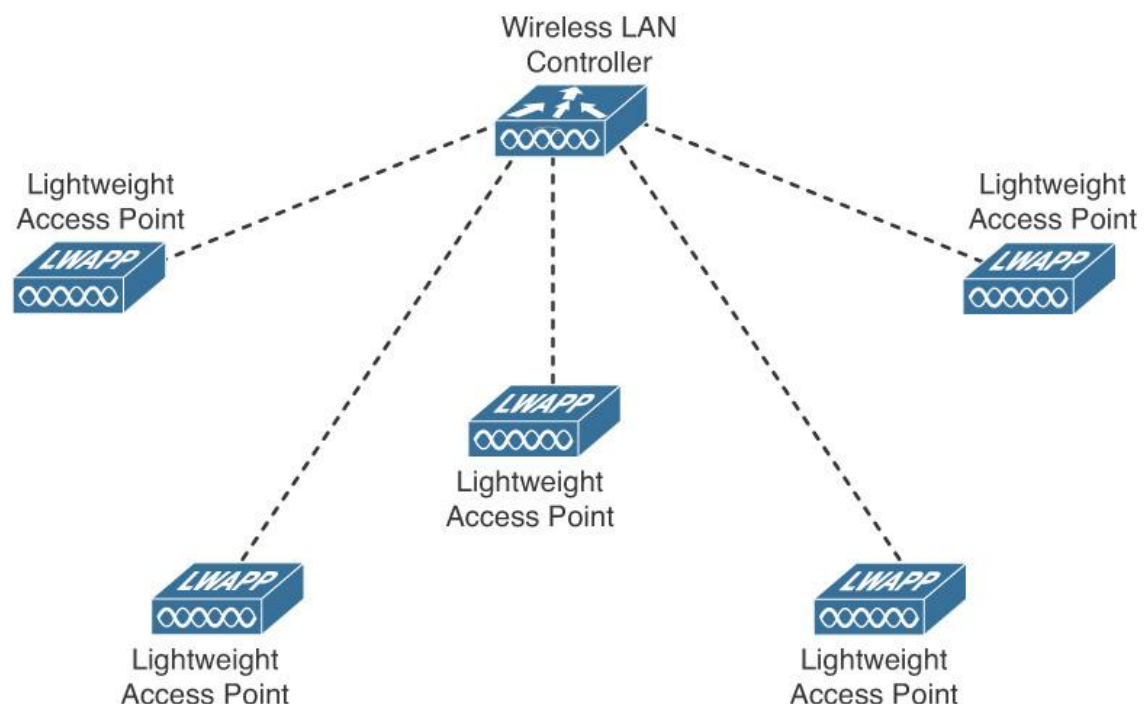 Wireless LAN
Controller
Lightweight
Access Point
LWAPP
Lightweight
Access Point
LWAPP
LWAPP
Lightweight
Access Point
LWAPP
Lightweight
Access Point
LWAPP
Lightweight
Access Point